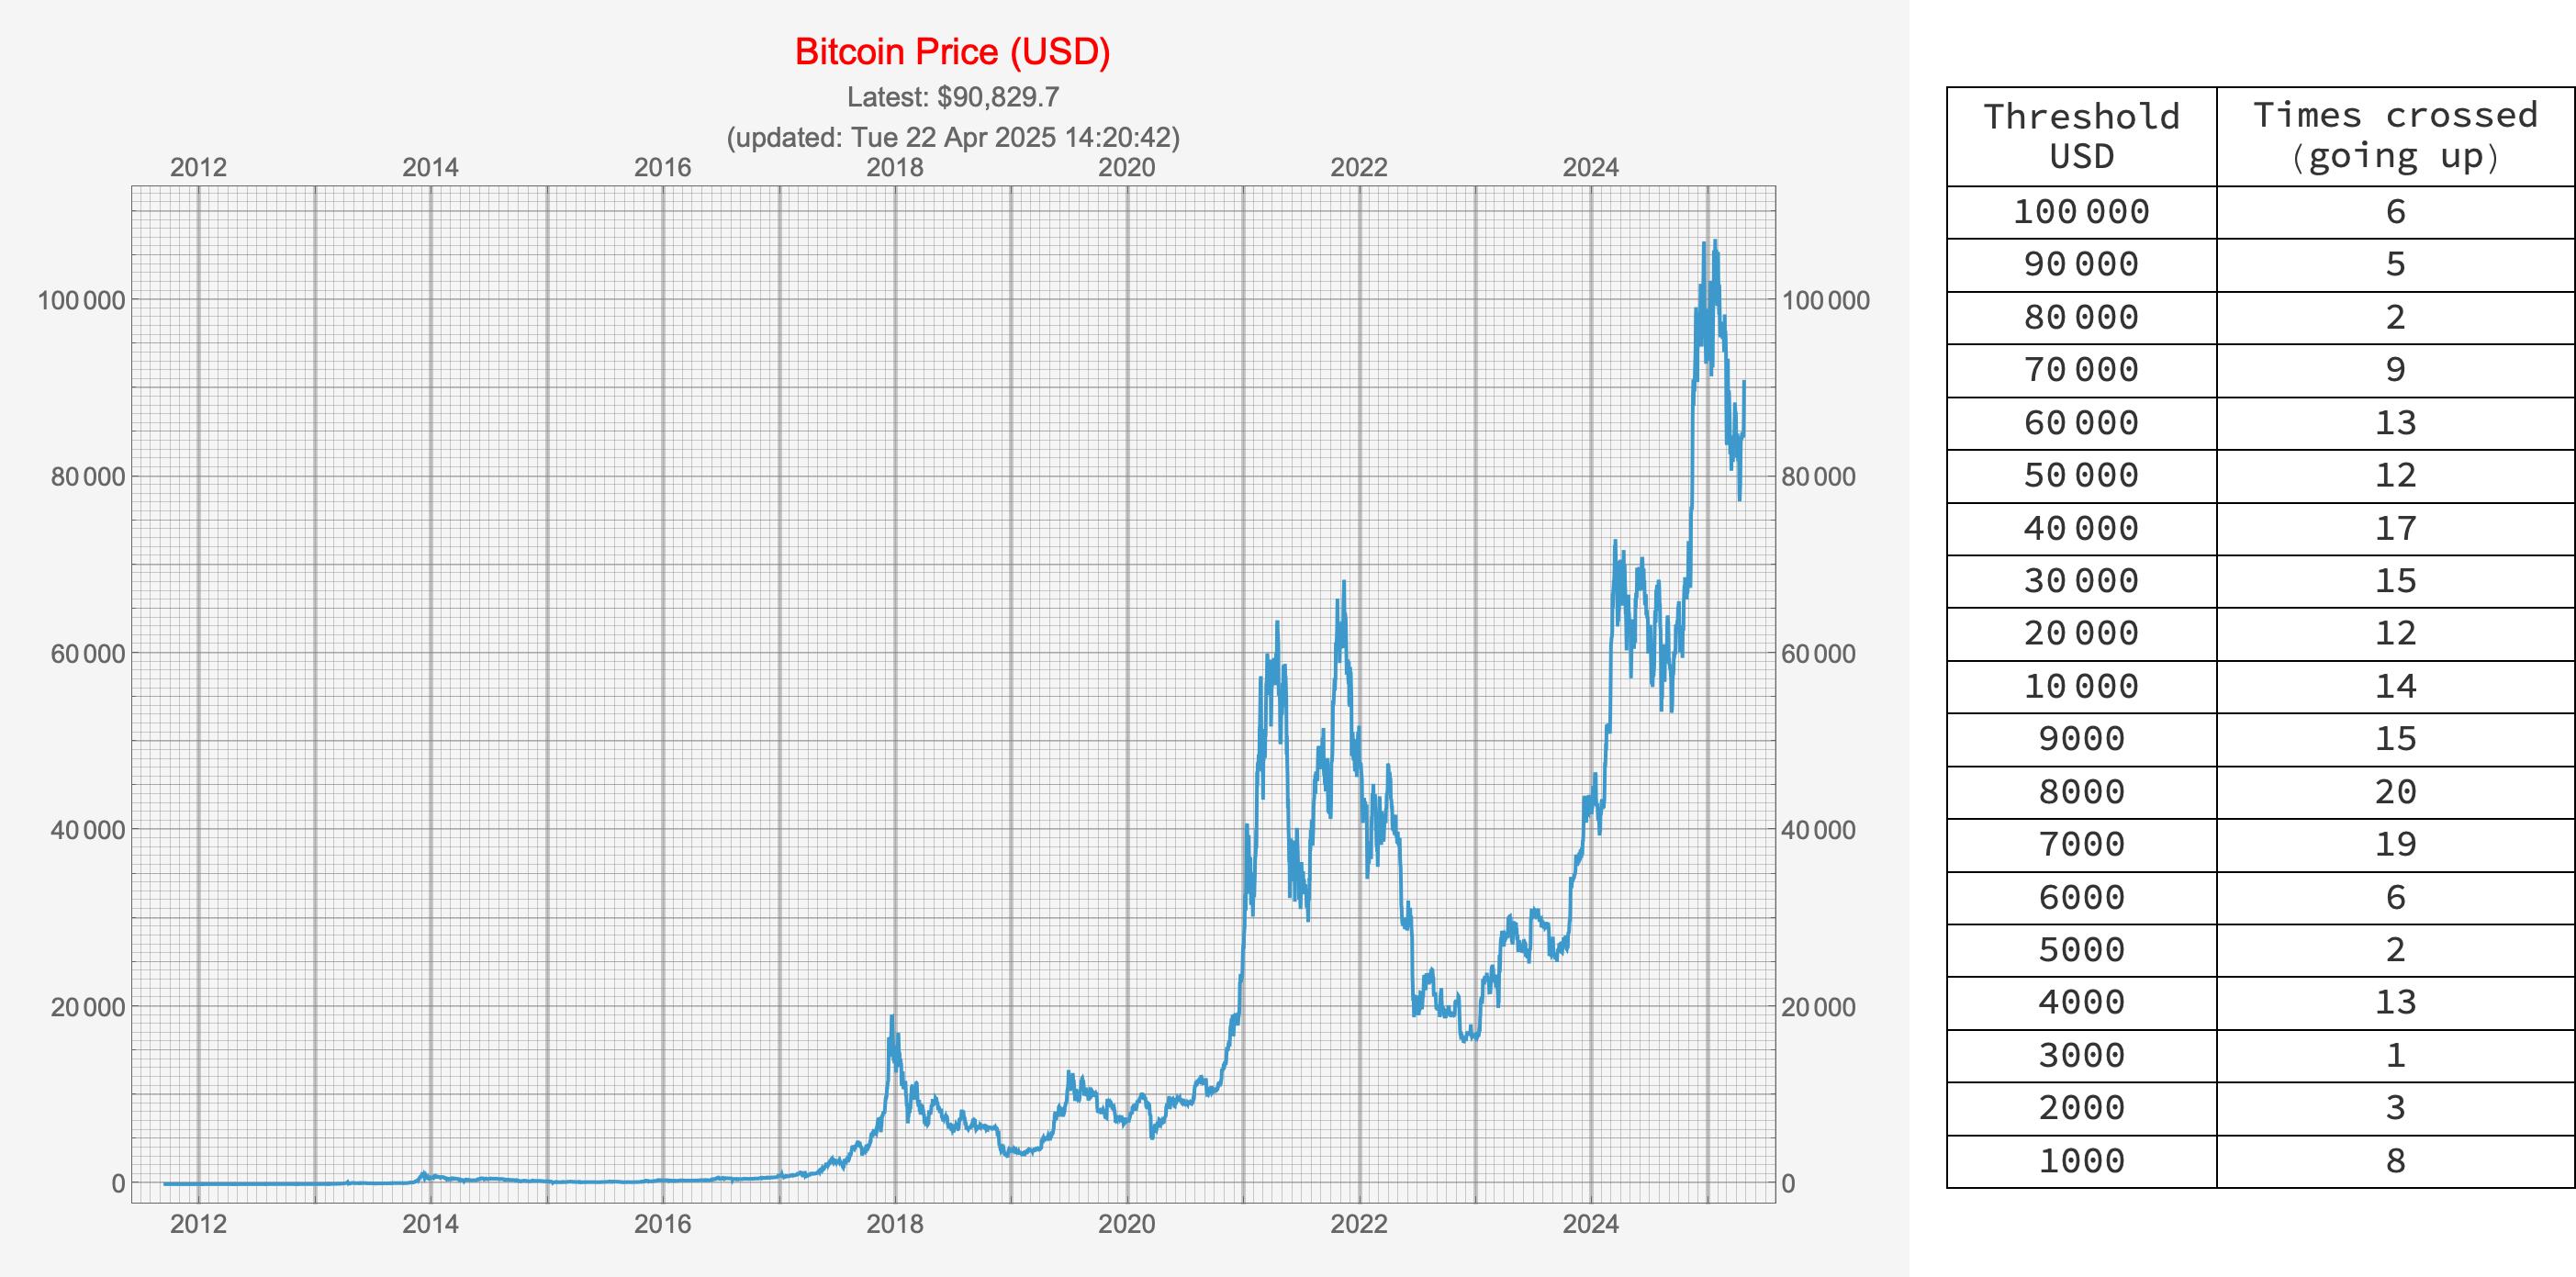 Bitcoin Price (USD)
Latest: $90,829.7
(updated: Tue 22 Apr 2025 14:20:42)
2012 2014 2016 2018 2020 2022 2024
100 000 100 000
80 000 80 000
60 000 60 000
40 000 40 000
20 000 20 000
0 0
2012 2014 2016 2018 2020 2022 2024
Threshold USD Times crossed (going up)
100 000 6
90 000 5
80 000 2
70 000 9
60 000 13
50 000 12
40 000 17
30 000 15
20 000 12
10 000 14
9000 15
8000 20
7000 19
6000 6
5000 2
4000 13
3000 1
2000 3
1000 8